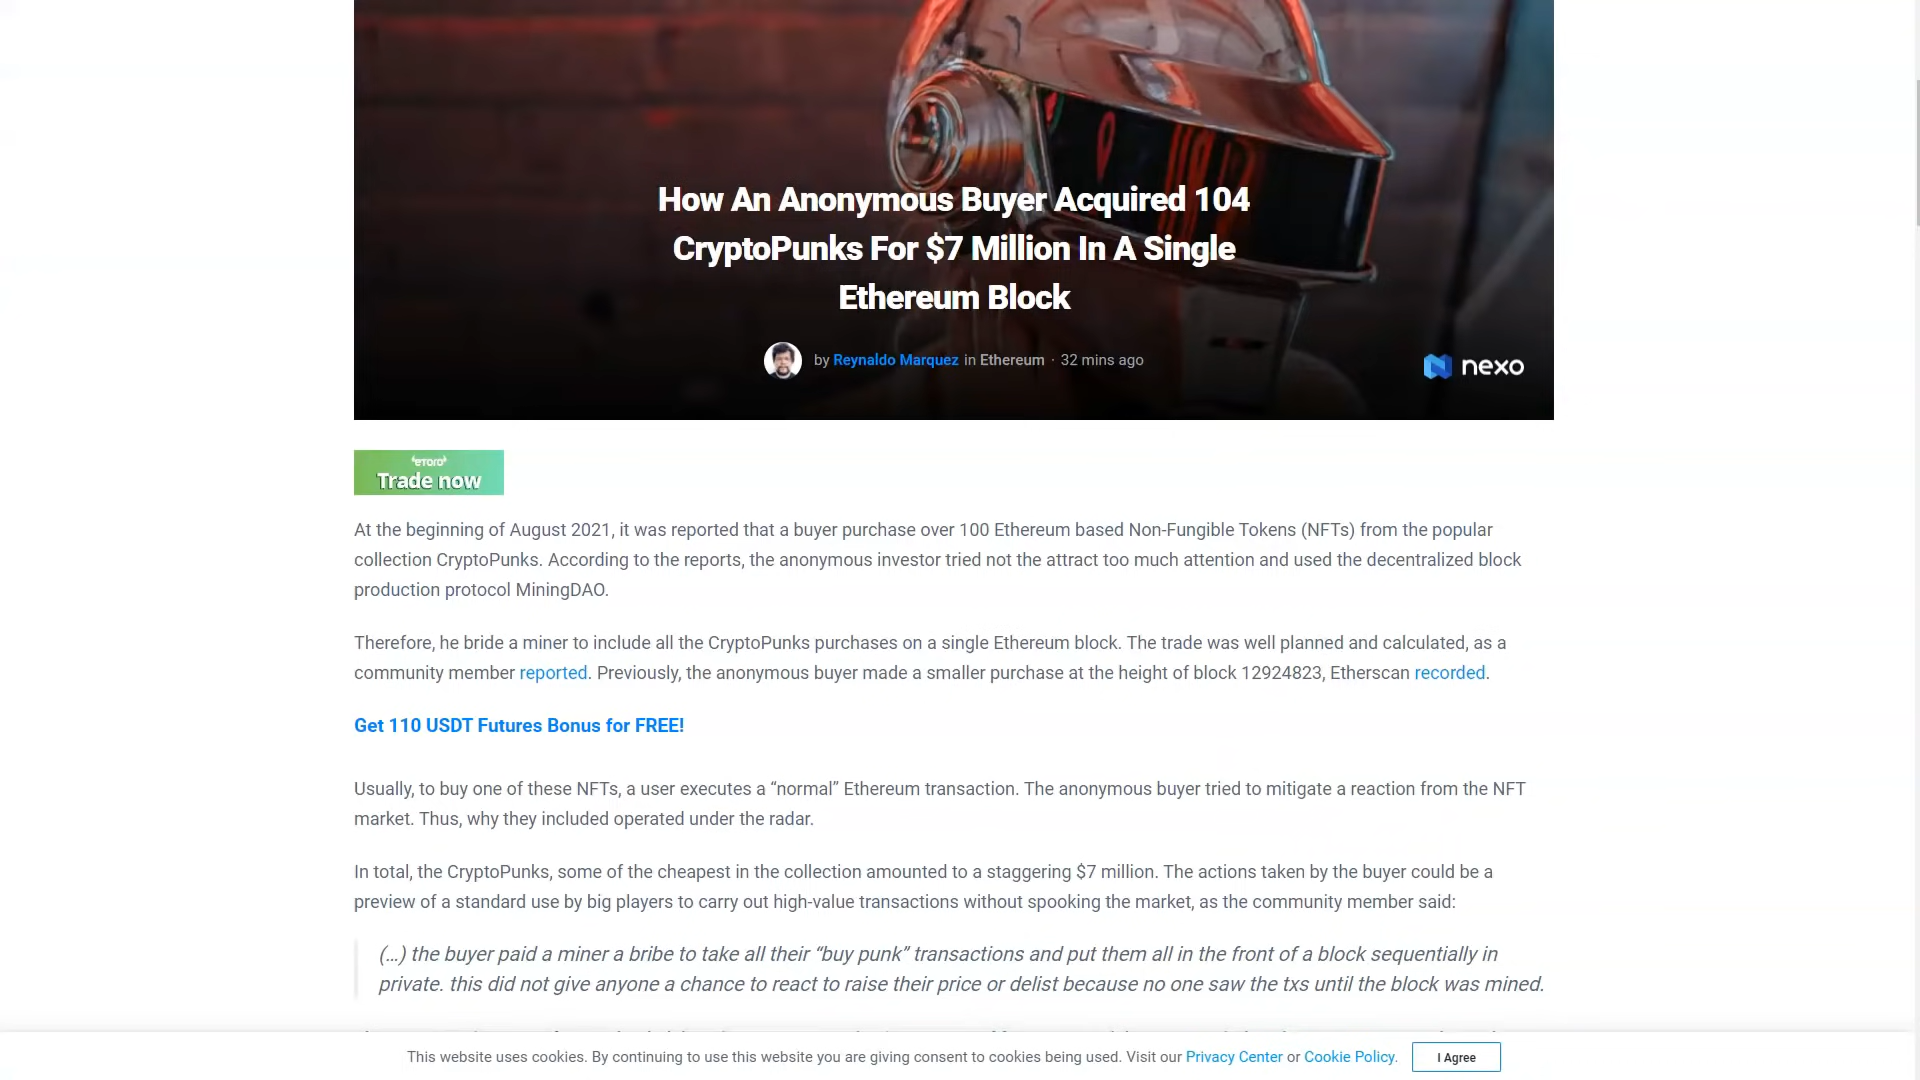 How An Anonymous Buyer Acquired 104
CryptoPunks For $7 Million In A Single
Ethereum Block
by Reynaldo Marquez in Ethereum · 32 mins ago
nexo
eToro
Trade now
At the beginning of August 2021, it was reported that a buyer purchase over 100 Ethereum based Non-Fungible Tokens (NFTs) from the popular
collection CryptoPunks. According to the reports, the anonymous investor tried not the attract too much attention and used the decentralized block
production protocol MiningDAO.
Therefore, he bride a miner to include all the CryptoPunks purchases on a single Ethereum block. The trade was well planned and calculated, as a
community member reported. Previously, the anonymous buyer made a smaller purchase at the height of block 12924823, Etherscan recorded.
Get 110 USDT Futures Bonus for FREE!
Usually, to buy one of these NFTs, a user executes a “normal” Ethereum transaction. The anonymous buyer tried to mitigate a reaction from the NFT
market. Thus, why they included operated under the radar.
In total, the CryptoPunks, some of the cheapest in the collection amounted to a staggering $7 million. The actions taken by the buyer could be a
preview of a standard use by big players to carry out high-value transactions without spooking the market, as the community member said:
(…) the buyer paid a miner a bribe to take all their “buy punk” transactions and put them all in the front of a block sequentially in
private. this did not give anyone a chance to react to raise their price or delist because no one saw the txs until the block was mined.
This website uses cookies. By continuing to use this website you are giving consent to cookies being used. Visit our Privacy Center or Cookie Policy.
I Agree